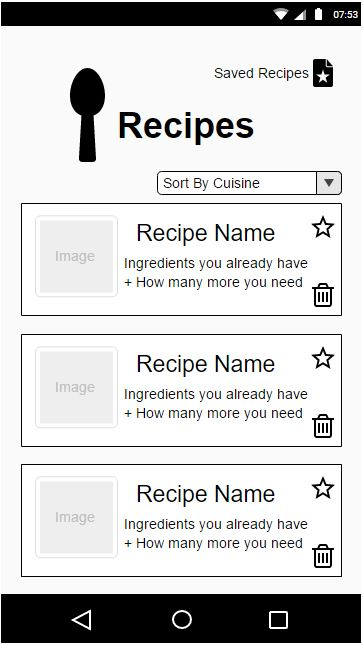 07:53
Saved Recipes
Recipes
Sort By Cuisine
Image
Recipe Name
Ingredients you already have
+ How many more you need
Image
Recipe Name
Ingredients you already have
+ How many more you need
Image
Recipe Name
Ingredients you already have
+ How many more you need